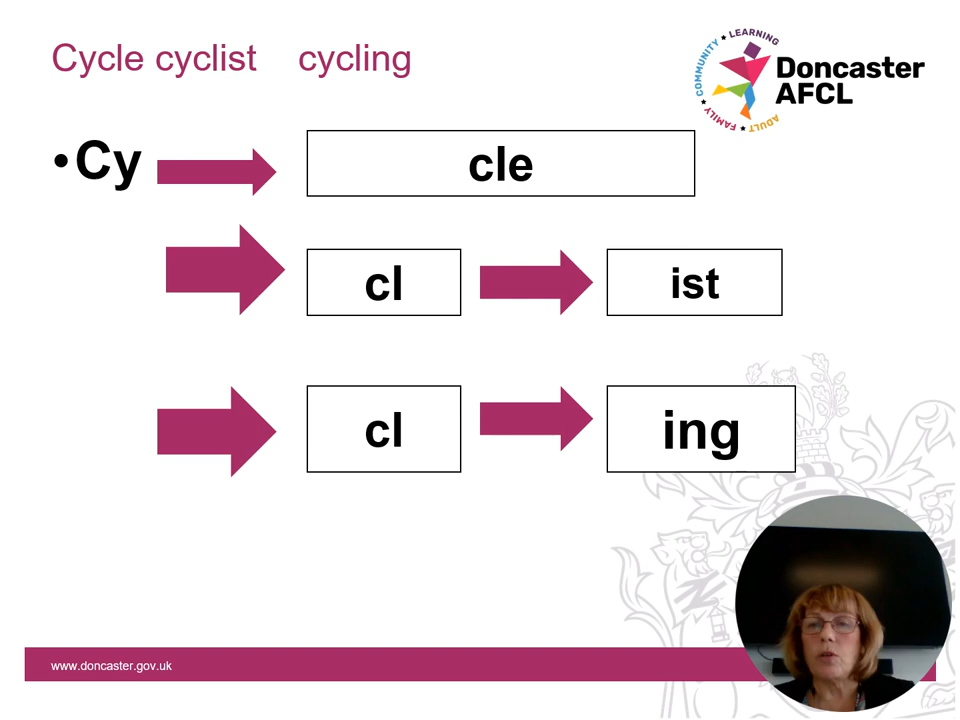 Cycle cyclist cycling
COMMUNITY ★ LEARNING
FAMILY ★ ADULT
Doncaster
AFCL
•Cy
cle
cl
ist
cl
ing
www.doncaster.gov.uk